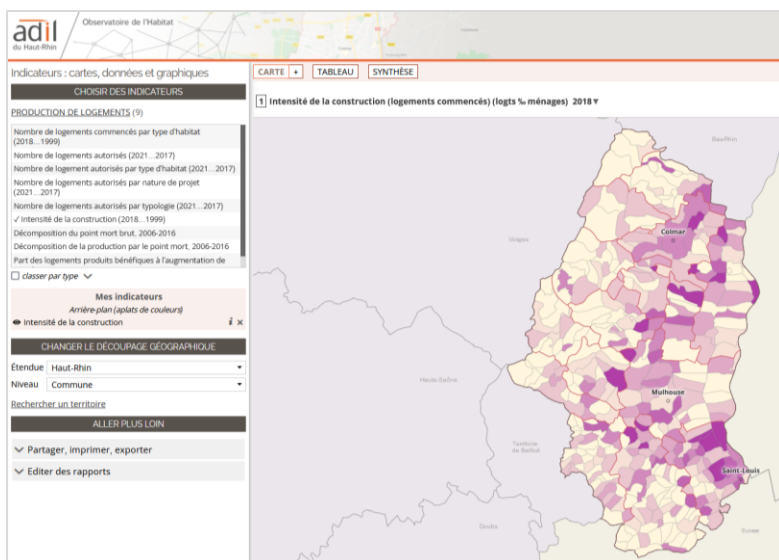 adil
du Haut-Rhin
Observatoire de l'Habitat
Indicateurs : cartes, données et graphiques
CHOISIR DES INDICATEURS
PRODUCTION DE LOGEMENTS (9)
Nombre de logements commencés par type d'habitat
(2018...1999)
Nombre de logements autorisés (2021...2017)
Nombre de logement autorisés par type d'habitat (2021...2017)
Nombre de logements autorisés par nature de projet
(2021...2017)
Nombre de logements autorisés par typologie (2021...2017)
✓ Intensité de la construction (2018...1999)
Décomposition du point mort brut, 2006-2016
Décomposition de la production par le point mort, 2006-2016
Part des logements produits bénéfiques à l'augmentation de
classer par type
Mes indicateurs
Arrière-plan (aplats de couleurs)
Intensité de la construction i ×
CHANGER LE DÉCOUPAGE GÉOGRAPHIQUE
Étendue Haut-Rhin
Niveau Commune
Rechercher un territoire
ALLER PLUS LOIN
Partager, imprimer, exporter
Editer des rapports
CARTE + TABLEAU SYNTHÈSE
1 Intensité de la construction (logements commencés) (logts ‰ ménages) 2018 ▾
Bas-Rhin
Vosges
Colmar
Haute-Saône
Mulhouse
Territoire
de Belfort
Saint-Louis
Doubs
Suisse